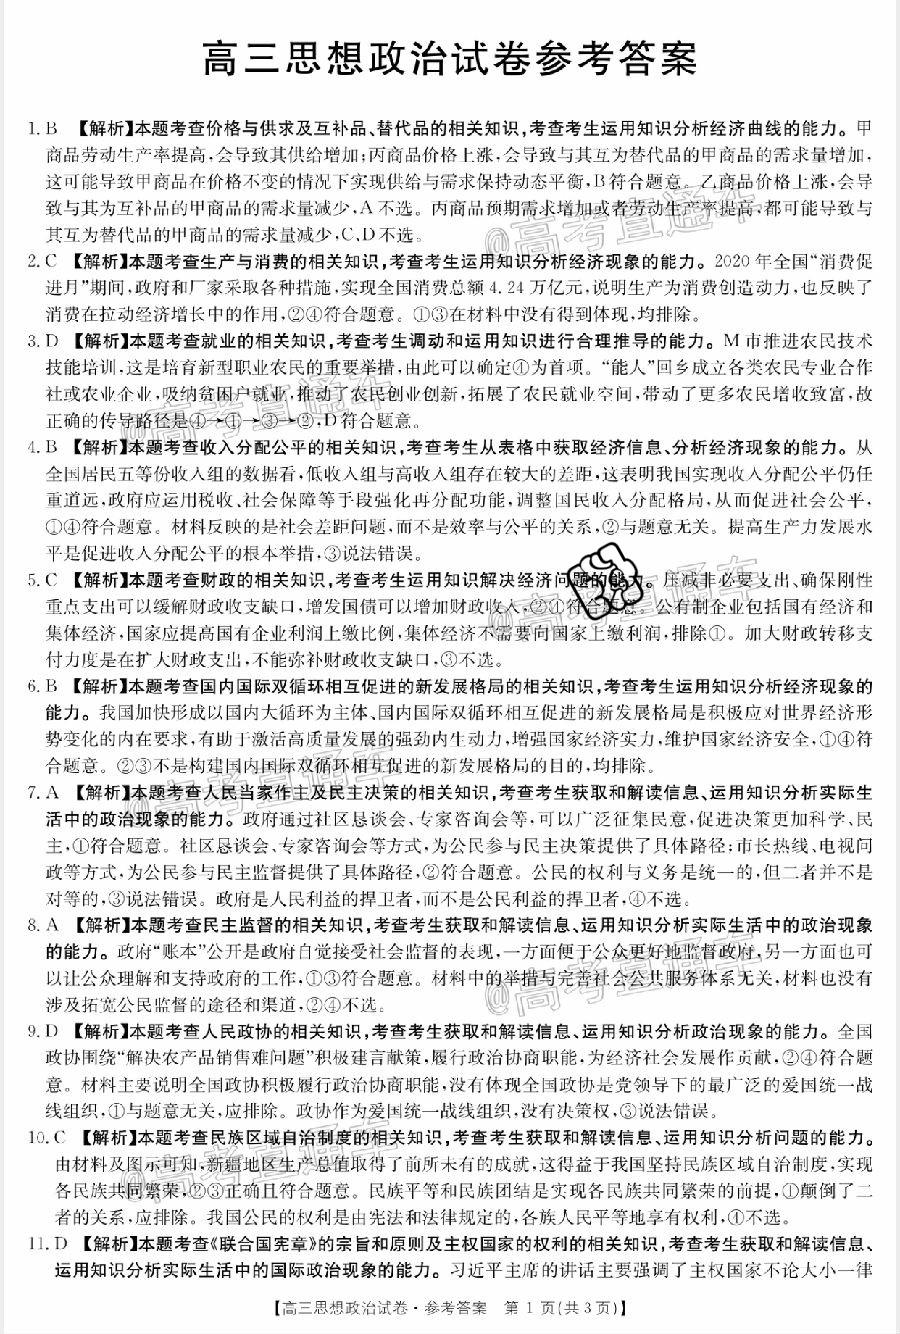 高三思想政治试卷参考答案
1. B 【解析】本题考查价格与供求及互补品、替代品的相关知识,考查考生运用知识分析经济曲线的能力。甲
商品劳动生产率提高,会导致其供给增加;丙商品价格上涨,会导致与其互为替代品的甲商品的需求量增加,
这可能导致甲商品在价格不变的情况下实现供给与需求保持动态平衡,B符合题意。乙商品价格上涨,会导
致与其为互补品的甲商品的需求量减少,A不选。丙商品预期需求增加或者劳动生产率提高,都可能导致与
其互为替代品的甲商品的需求量减少,C、D不选。
2. C 【解析】本题考查生产与消费的相关知识,考查考生运用知识分析经济现象的能力。2020年全国“消费促
进月”期间,政府和厂家采取各种措施,实现全国消费总额4.24万亿元,说明生产为消费创造动力,也反映了
消费在拉动经济增长中的作用,②④符合题意。①③在材料中没有得到体现,均排除。
3. D 【解析】本题考查就业的相关知识,考查考生调动和运用知识进行合理推导的能力。M市推进农民技术
技能培训,这是培育新型职业农民的重要举措,由此可以确定④为首项。“能人”回乡成立各类农民专业合作
社或农业企业,吸纳贫困户就业,推动了农民创业创新,拓展了农民就业空间,带动了更多农民增收致富,故
正确的传导路径是④→①→③→②,D符合题意。
4. B 【解析】本题考查收入分配公平的相关知识,考查考生从表格中获取经济信息、分析经济现象的能力。从
全国居民五等份收入组的数据看,低收入组与高收入组存在较大的差距,这表明我国实现收入分配公平仍任
重道远,政府应运用税收、社会保障等手段强化再分配功能,调整国民收入分配格局,从而促进社会公平,
①④符合题意。材料反映的是社会差距问题,而不是效率与公平的关系,②与题意无关。提高生产力发展水
平是促进收入分配公平的根本举措,③说法错误。
5. C 【解析】本题考查财政的相关知识,考查考生运用知识解决经济问题的能力。压减非必要支出、确保刚性
重点支出可以缓解财政收支缺口,增发国债可以增加财政收入,②④符合题意。公有制企业包括国有经济和
集体经济,国家应提高国有企业利润上缴比例,集体经济不需要向国家上缴利润,排除①。加大财政转移支
付力度是在扩大财政支出,不能弥补财政收支缺口,③不选。
6. B 【解析】本题考查国内国际双循环相互促进的新发展格局的相关知识,考查考生运用知识分析经济现象的
能力。我国加快形成以国内大循环为主体、国内国际双循环相互促进的新发展格局是积极应对世界经济形
势变化的内在要求,有助于激活高质量发展的强劲内生动力,增强国家经济实力,维护国家经济安全,①④符
合题意。②③不是构建国内国际双循环相互促进的新发展格局的目的,均排除。
7. A 【解析】本题考查人民当家作主及民主决策的相关知识,考查考生获取和解读信息、运用知识分析实际生
活中的政治现象的能力。政府通过社区恳谈会、专家咨询会等,可以广泛征集民意,促进决策更加科学、民
主,①符合题意。社区恳谈会、专家咨询会等方式,为公民参与民主决策提供了具体路径;市长热线、电视问
政等方式,为公民参与民主监督提供了具体路径,②符合题意。公民的权利与义务是统一的,但二者并不是
对等的,③说法错误。政府是人民利益的捍卫者,而不是公民利益的捍卫者,④不选。
8. A 【解析】本题考查民主监督的相关知识,考查考生获取和解读信息、运用知识分析实际生活中的政治现象
的能力。政府“账本”公开是政府自觉接受社会监督的表现,一方面便于公众更好地监督政府,另一方面也可
以让公众理解和支持政府的工作,①③符合题意。材料中的举措与完善社会公共服务体系无关,材料也没有
涉及拓宽公民监督的途径和渠道,②④不选。
9. D 【解析】本题考查人民政协的相关知识,考查考生获取和解读信息、运用知识分析政治现象的能力。全国
政协围绕“解决农产品销售难问题”积极建言献策,履行政治协商职能,为经济社会发展作贡献,②④符合题
意。材料主要说明全国政协积极履行政治协商职能,没有体现全国政协是党领导下的最广泛的爱国统一战
线组织,①与题意无关,应排除。政协作为爱国统一战线组织,没有决策权,③说法错误。
10. C 【解析】本题考查民族区域自治制度的相关知识,考查考生获取和解读信息、运用知识分析问题的能力。
由材料及图示可知,新疆地区生产总值取得了前所未有的成就,这得益于我国坚持民族区域自治制度,实现
各民族共同繁荣,②③正确且符合题意。民族平等和民族团结是实现各民族共同繁荣的前提,①颠倒了二
者的关系,应排除。我国公民的权利是由宪法和法律规定的,各族人民平等地享有权利,④不选。
11. D 【解析】本题考查《联合国宪章》的宗旨和原则及主权国家的权利的相关知识,考查考生获取和解读信息、
运用知识分析实际生活中的国际政治现象的能力。习近平主席的讲话主要强调了主权国家不论大小一律
【高三思想政治试卷·参考答案 第1页(共3页)】
@高考直通车
@高考直通车
@高考直通车
@高考直通车
@高考直通车